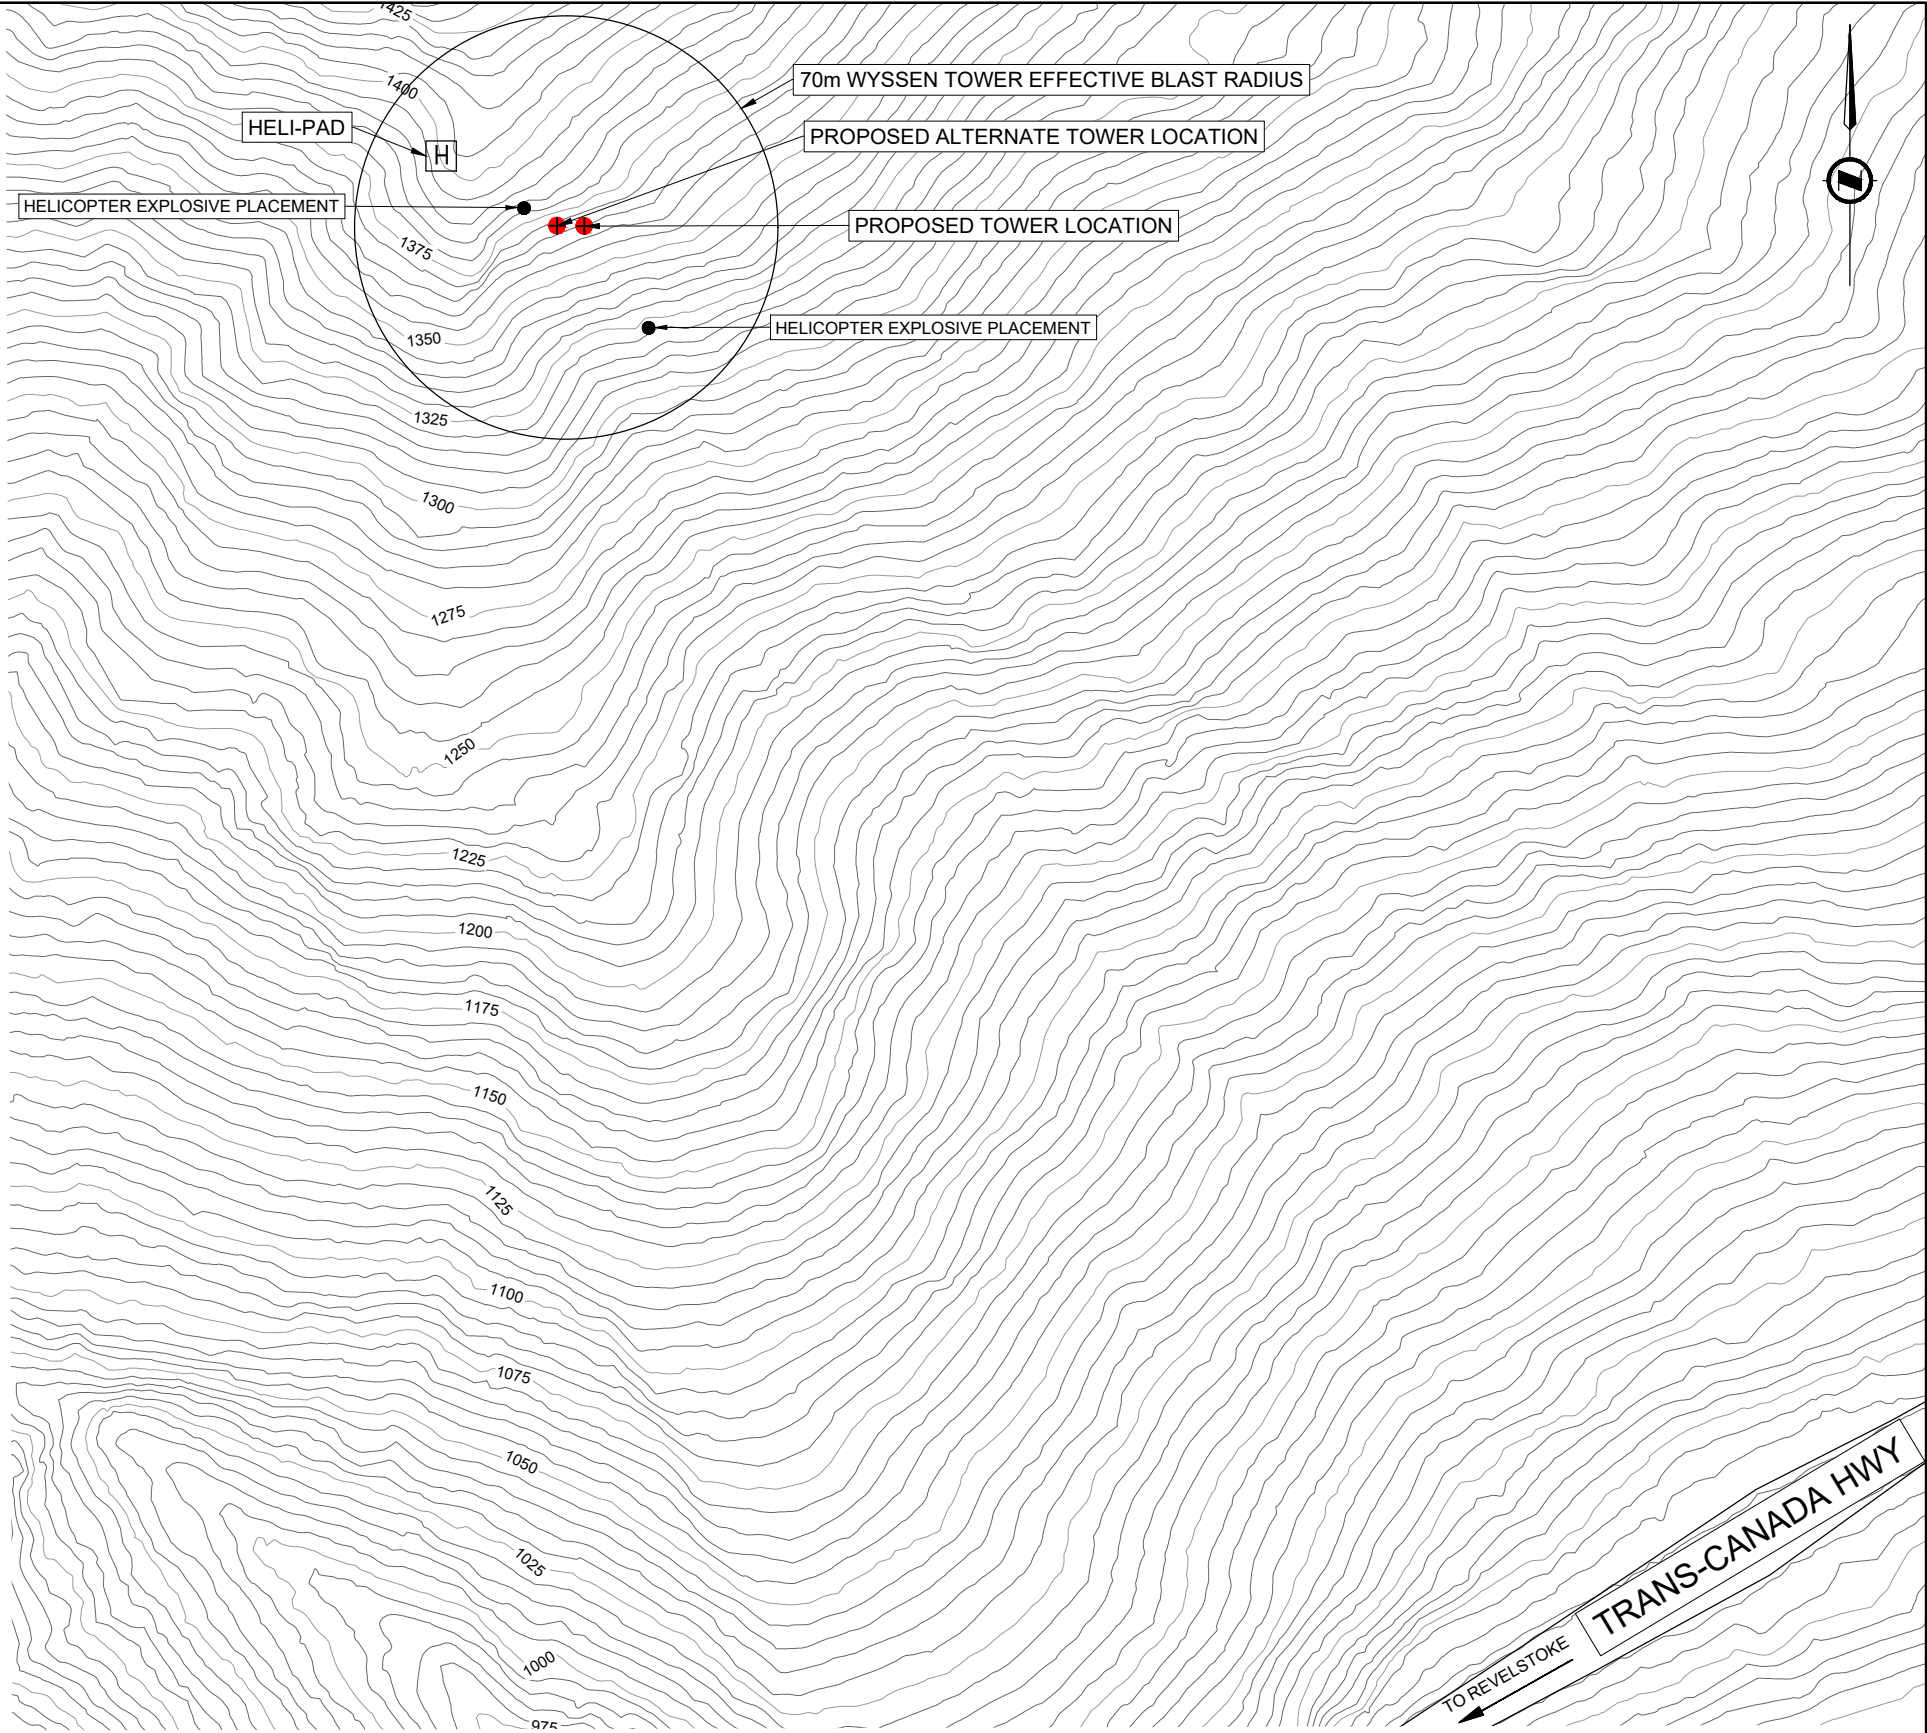 1425
70m WYSSEN TOWER EFFECTIVE BLAST RADIUS
1400
HELI-PAD
PROPOSED ALTERNATE TOWER LOCATION
H
HELICOPTER EXPLOSIVE PLACEMENT
PROPOSED TOWER LOCATION
1375
HELICOPTER EXPLOSIVE PLACEMENT
1350
1325
1300
1275
1250
1225
1200
1175
1150
1125
1100
1075
1050
1025
1000
975
TRANS-CANADA HWY
TO REVELSTOKE
N